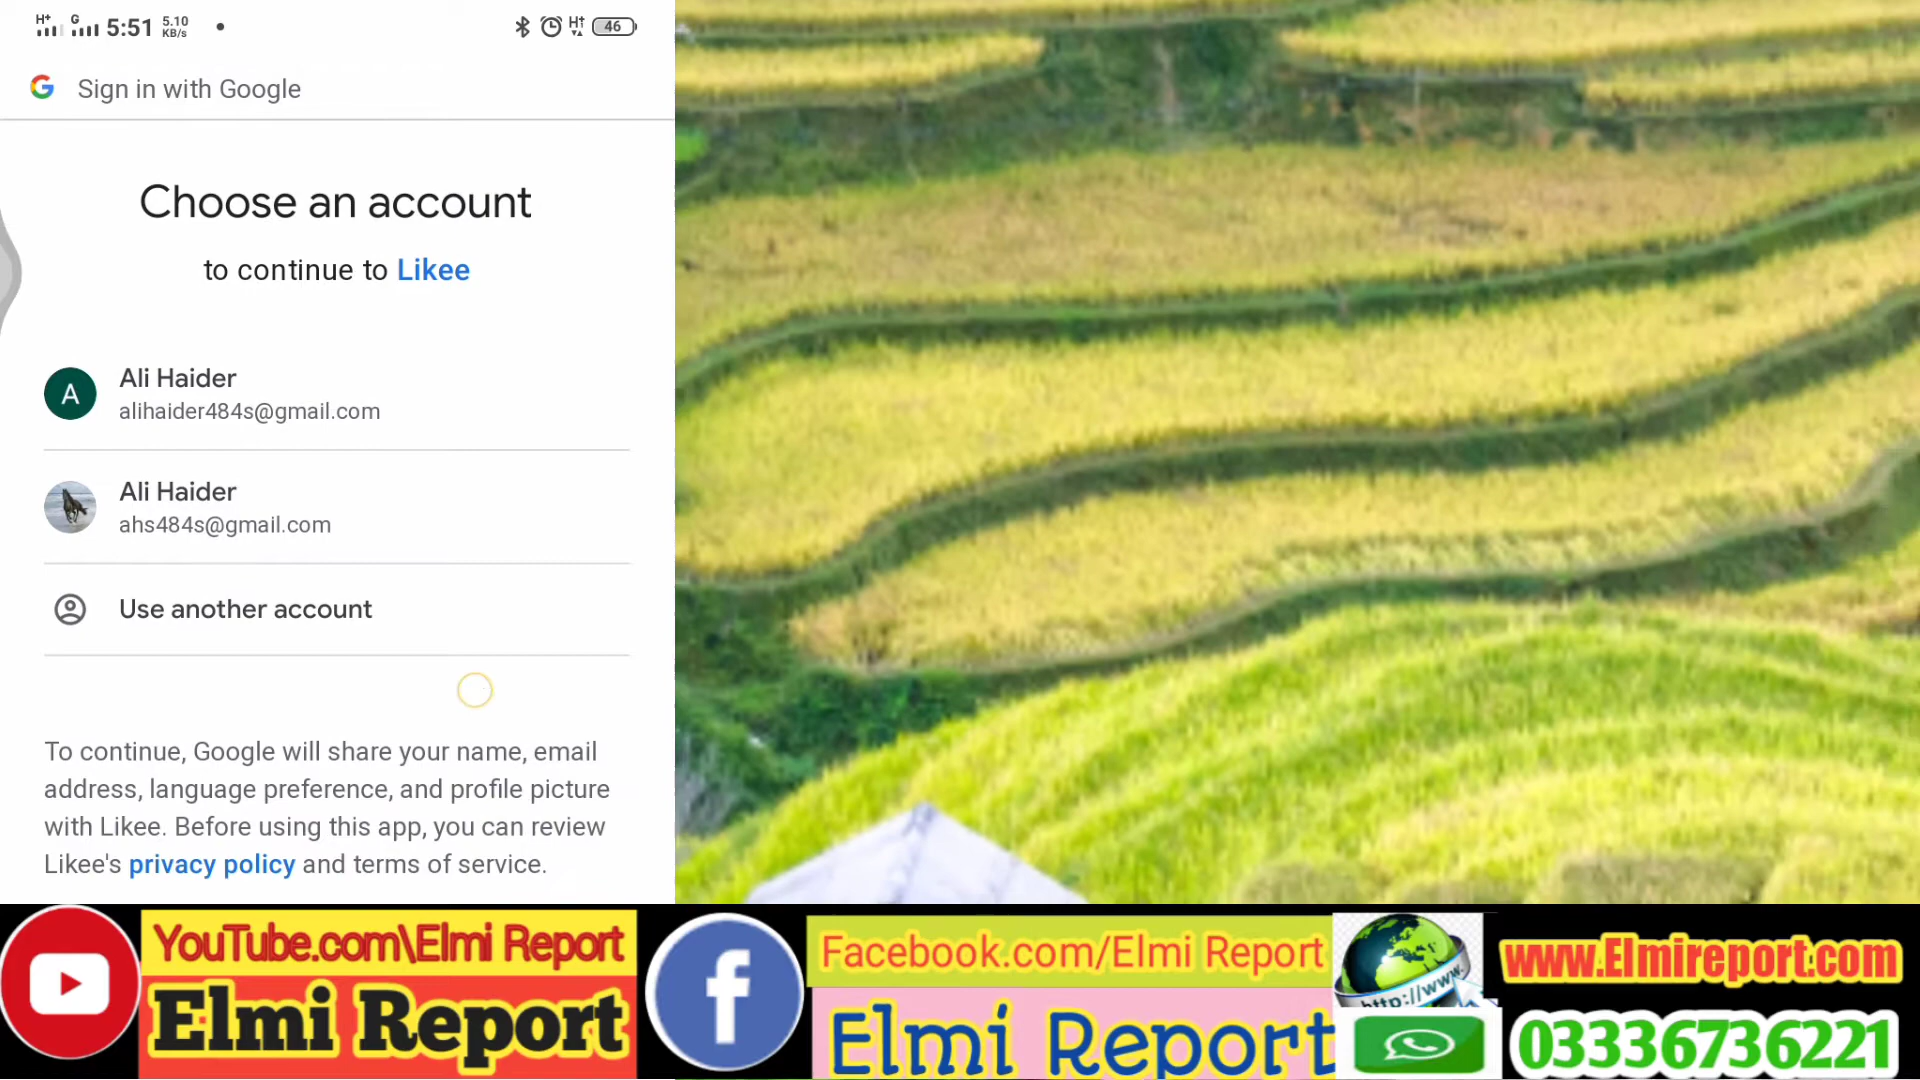 H+ G 5:51 5.10 KB/s H↑ 46
Sign in with Google
Choose an account
to continue to Likee
A
Ali Haider
alihaider484s@gmail.com
Ali Haider
ahs484s@gmail.com
Use another account
To continue, Google will share your name, email
address, language preference, and profile picture
with Likee. Before using this app, you can review
Likee's privacy policy and terms of service.
YouTube.com\Elmi Report
Elmi Report
Facebook.com/Elmi Report
Elmi Report
http://www.
www.Elmireport.com
03336736221